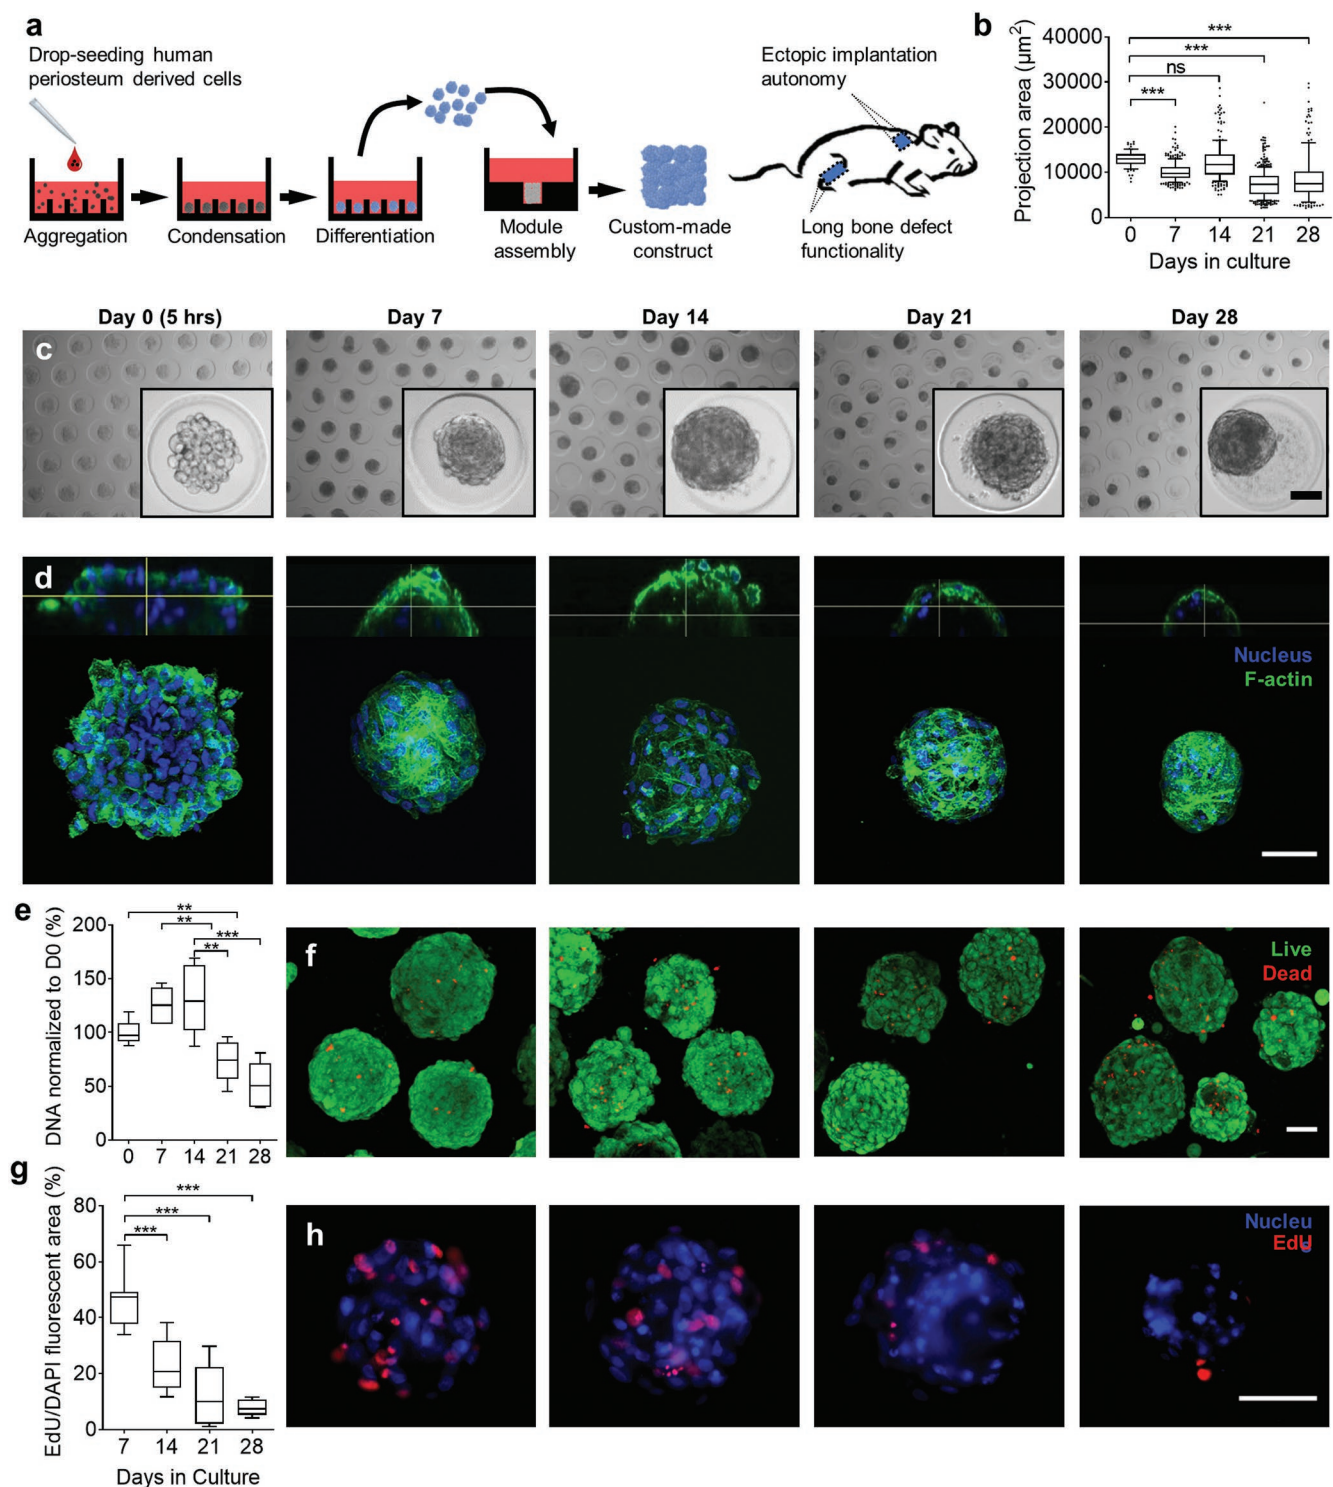 a
Drop-seeding human
periosteum derived cells
Aggregation
Condensation
Differentiation
Module
assembly
Custom-made
construct
Ectopic implantation
autonomy
Long bone defect
functionality
b
Projection area (µm²)
40000
30000
20000
10000
0
***
***
ns
***
0 7 14 21 28
Days in culture
Day 0 (5 hrs)
Day 7
Day 14
Day 21
Day 28
c
d
Nucleus
F-actin
e
DNA normalized to D0 (%)
200
150
100
50
0
**
**
***
**
0 7 14 21 28
f
Live
Dead
g
EdU/DAPI fluorescent area (%)
80
60
40
20
0
***
***
***
7 14 21 28
Days in Culture
h
Nucleu
s
EdU